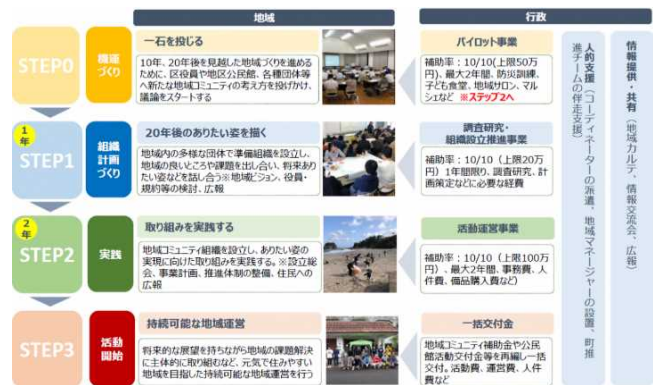 地域
行政
STEP0
機運
づくり
一石を投じる
10年、20年後を見越した地域づくりを進める
ために、区役員や地区公民館、各種団体等
へ新たな地域コミュニティの考え方を投げかけ、
議論をスタートする
パイロット事業
補助率:10/10(上限50万
円)、最大2年間、防災訓練、
子ども食堂、地域サロン、マル
シェなど ※ステップ2へ
1年
STEP1
組織
計画
づくり
20年後のありたい姿を描く
地域内の多様な団体で準備組織を設立し、
地域の良いところや課題を出し合い、将来あり
たい姿などを話し合う※地域ビジョン、役員・
規約等の検討、広報
調査研究・
組織設立推進事業
補助率:10/10(上限20万
円)1年間限り、調査研究、計
画策定などに必要な経費
2年
STEP2
実践
取り組みを実践する
地域コミュニティ組織を設立し、ありたい姿の
実現に向けた取り組みを実践する。※設立総
会、事業計画、推進体制の整備、住民への
広報
活動運営事業
補助率:10/10(上限100万
円)、最大2年間、事務費、人
件費、備品購入費など)
STEP3
活動
開始
持続可能な地域運営
将来的な展望を持ちながら地域の課題解決
に主体的に取り組むなど、元気で住みやすい
地域を目指した持続可能な地域運営を行う
一括交付金
地域コミュニティ補助金や公民
館活動交付金等を再編し一括
交付。活動費、運営費、人件
費など
人的支援(コーディネーターの派遣、地域マネージャーの設置、町推
進チームの伴走支援)
情報提供・共有(地域カルテ、情報交流会、広報)